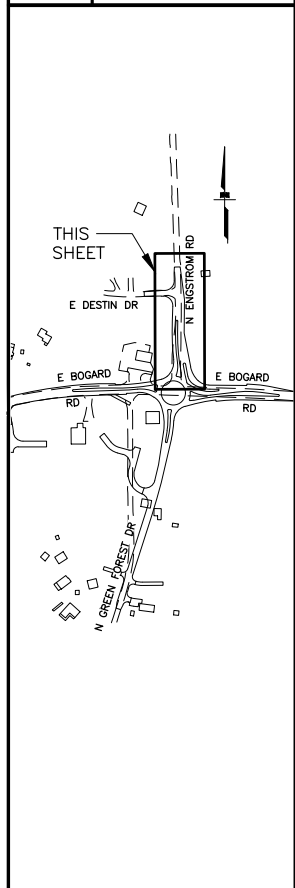 THIS
SHEET
N ENGSTROM RD
E DESTIN DR
E BOGARD
RD
E BOGARD
RD
N GREEN FOREST DR